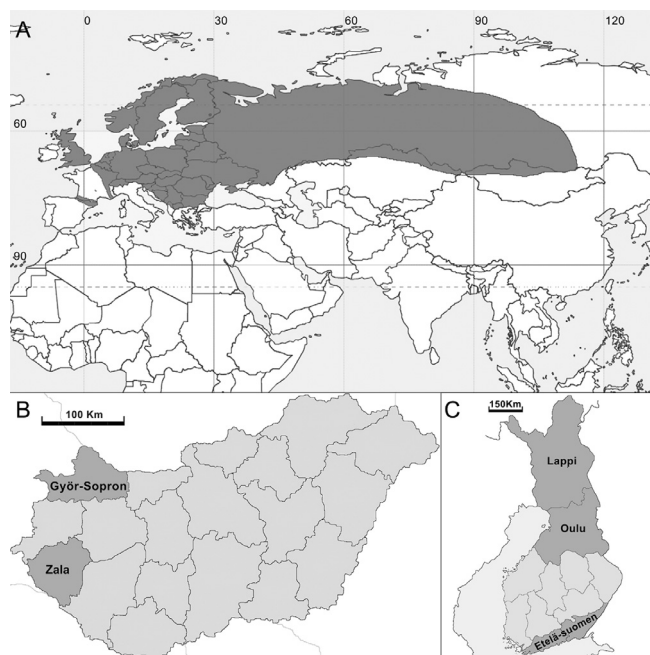 A
0
30
60
90
120
60
90
B
100 Km
Györ-Sopron
Zala
C
150Km
Lappi
Oulu
Etelä-suomen